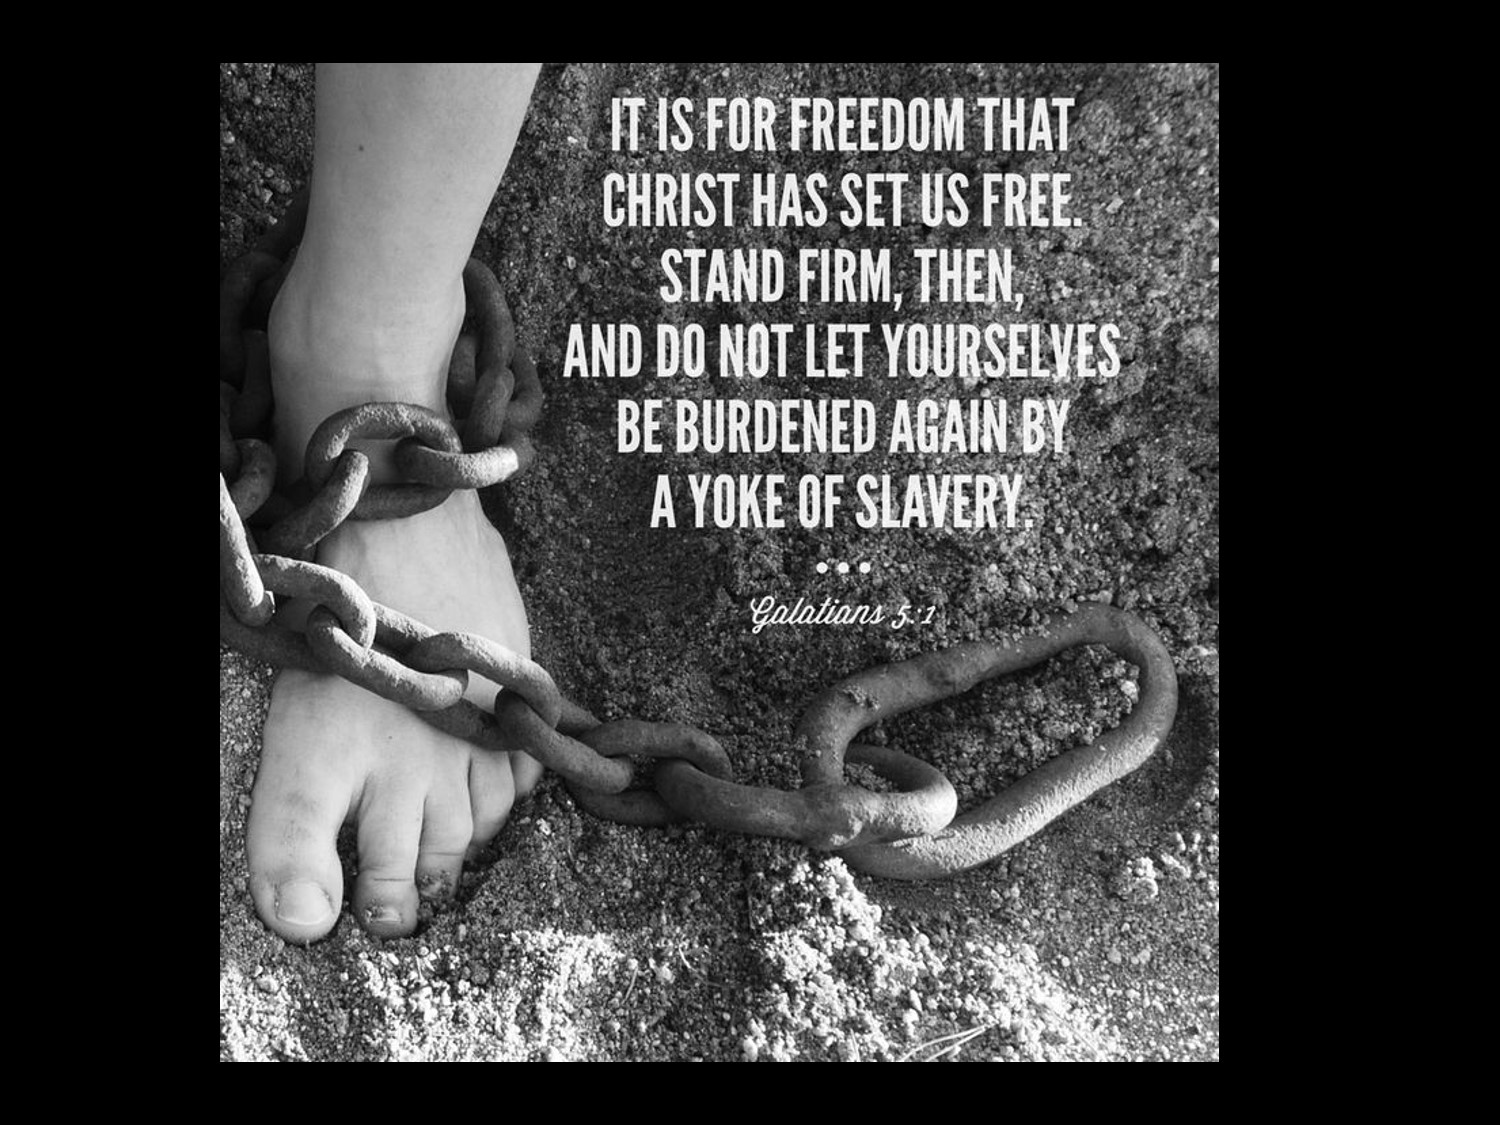 IT IS FOR FREEDOM THAT
CHRIST HAS SET US FREE.
STAND FIRM, THEN,
AND DO NOT LET YOURSELVES
BE BURDENED AGAIN BY
A YOKE OF SLAVERY.
•••
Galatians 5:1